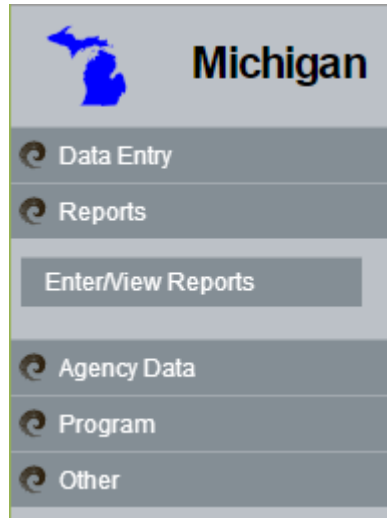 Michigan
Data Entry
Reports
Enter/View Reports
Agency Data
Program
Other